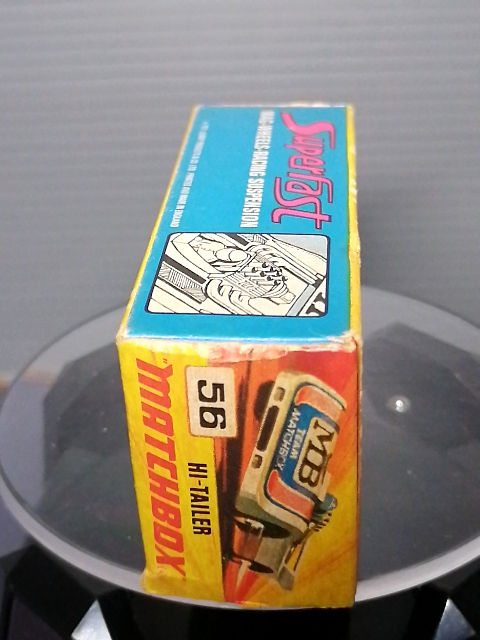 Superfast
MAG-WHEELS·RACING SUSPENSION
"MATCHBOX"
56
HI-TAILER
TEAM
MATCHBOX
MB